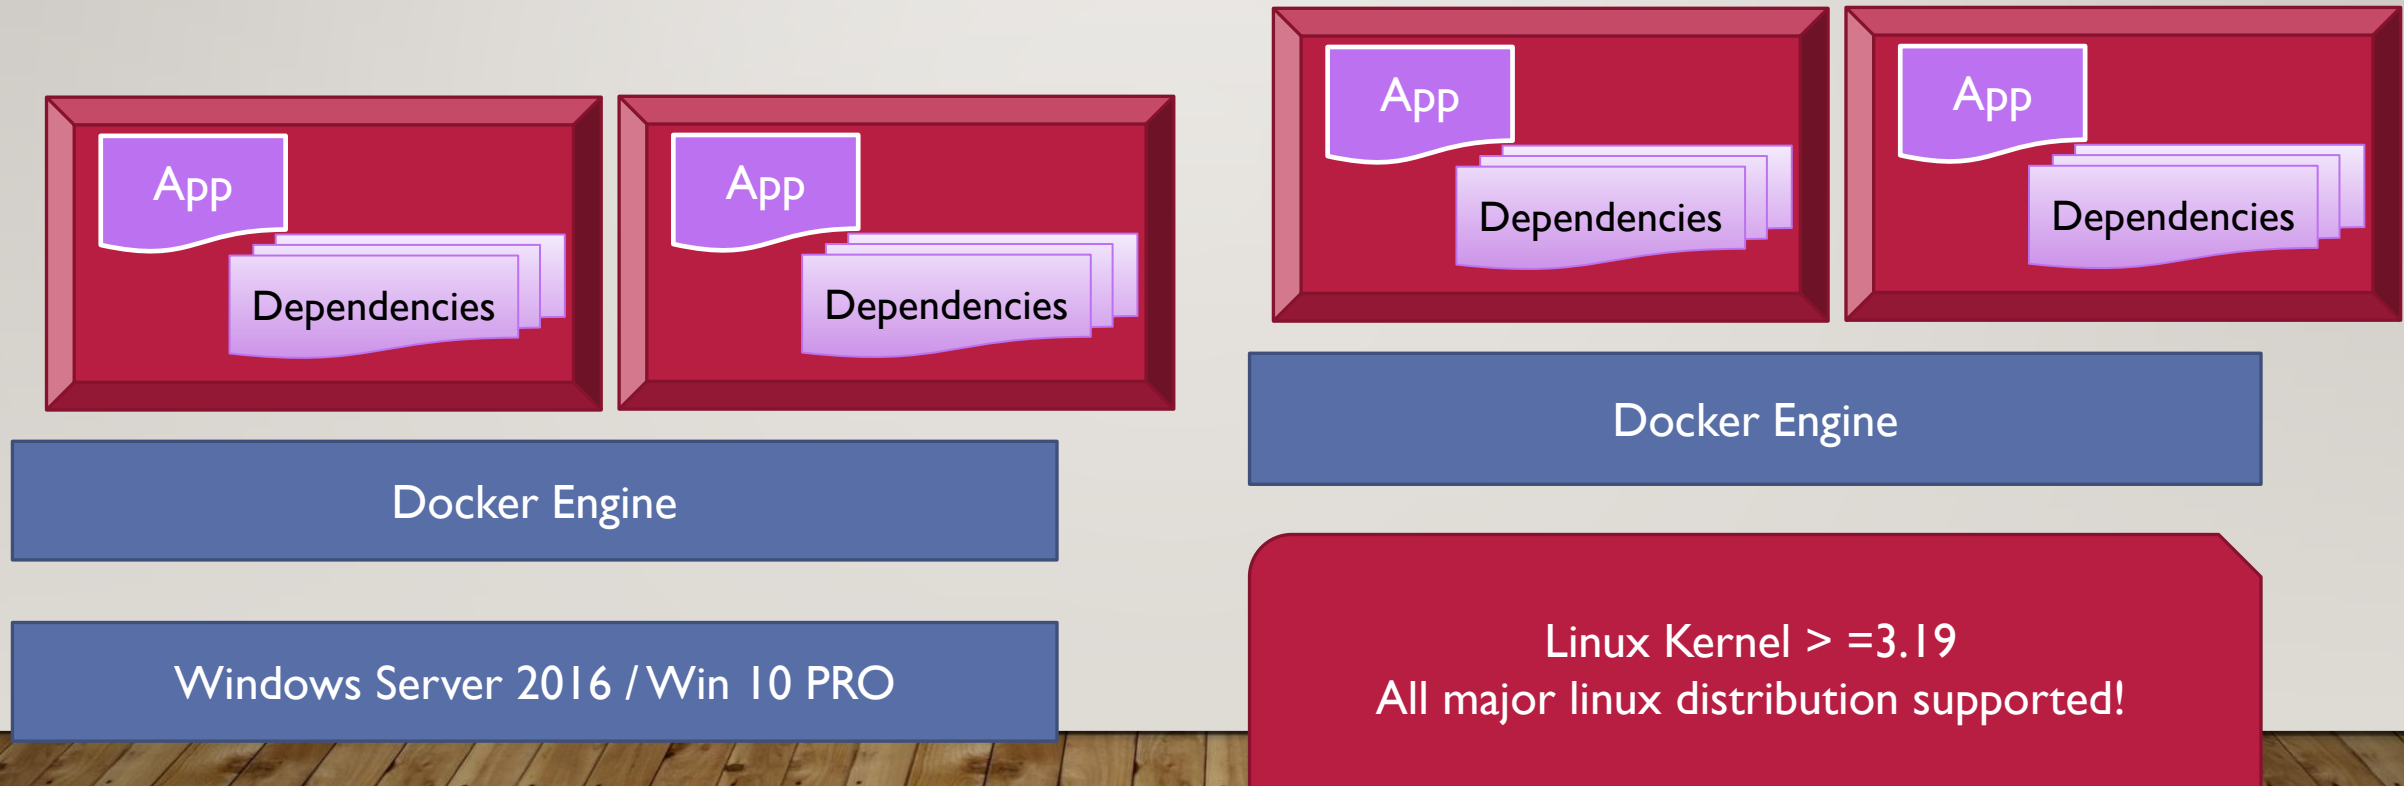 App
Dependencies
App
Dependencies
Docker Engine
Windows Server 2016 / Win 10 PRO
App
Dependencies
App
Dependencies
Docker Engine
Linux Kernel > =3.19
All major linux distribution supported!